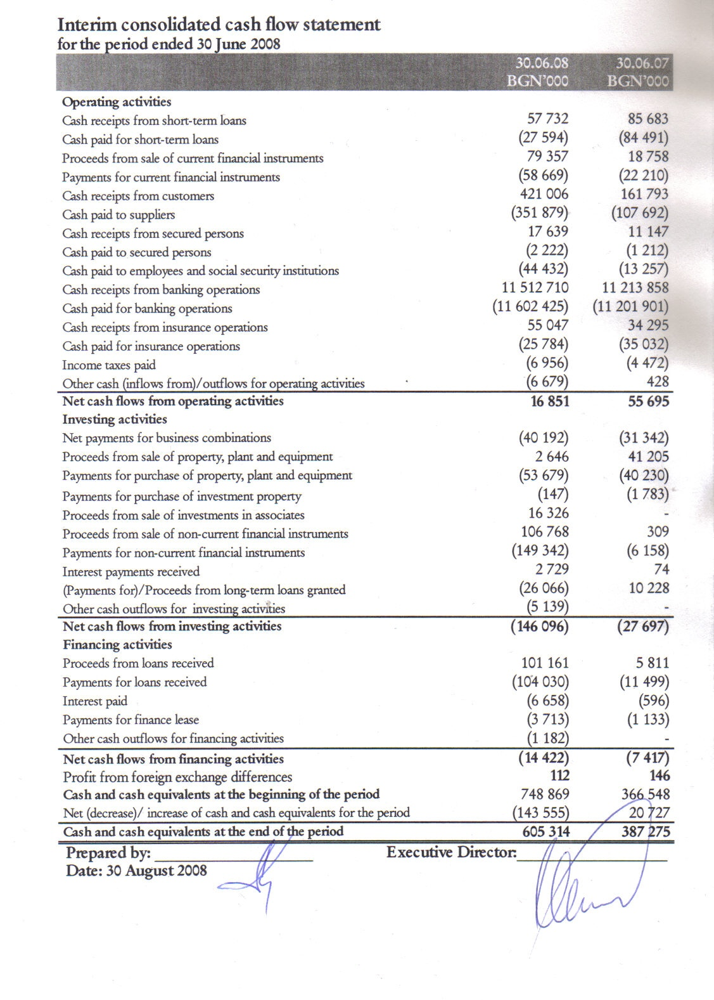 Interim consolidated cash flow statement
for the period ended 30 June 2008
30.06.08 30.06.07
BGN'000 BGN'000
Operating activities
Cash receipts from short-term loans 57 732 85 683
Cash paid for short-term loans (27 594) (84 491)
Proceeds from sale of current financial instruments 79 357 18 758
Payments for current financial instruments (58 669) (22 210)
Cash receipts from customers 421 006 161 793
Cash paid to suppliers (351 879) (107 692)
Cash receipts from secured persons 17 639 11 147
Cash paid to secured persons (2 222) (1 212)
Cash paid to employees and social security institutions (44 432) (13 257)
Cash receipts from banking operations 11 512 710 11 213 858
Cash paid for banking operations (11 602 425) (11 201 901)
Cash receipts from insurance operations 55 047 34 295
Cash paid for insurance operations (25 784) (35 032)
Income taxes paid (6 956) (4 472)
Other cash (inflows from)/outflows for operating activities (6 679) 428
Net cash flows from operating activities 16 851 55 695
Investing activities
Net payments for business combinations (40 192) (31 342)
Proceeds from sale of property, plant and equipment 2 646 41 205
Payments for purchase of property, plant and equipment (53 679) (40 230)
Payments for purchase of investment property (147) (1 783)
Proceeds from sale of investments in associates 16 326 -
Proceeds from sale of non-current financial instruments 106 768 309
Payments for non-current financial instruments (149 342) (6 158)
Interest payments received 2 729 74
(Payments for)/Proceeds from long-term loans granted (26 066) 10 228
Other cash outflows for investing activities (5 139) -
Net cash flows from investing activities (146 096) (27 697)
Financing activities
Proceeds from loans received 101 161 5 811
Payments for loans received (104 030) (11 499)
Interest paid (6 658) (596)
Payments for finance lease (3 713) (1 133)
Other cash outflows for financing activities (1 182) -
Net cash flows from financing activities (14 422) (7 417)
Profit from foreign exchange differences 112 146
Cash and cash equivalents at the beginning of the period 748 869 366 548
Net (decrease)/ increase of cash and cash equivalents for the period (143 555) 20 727
Cash and cash equivalents at the end of the period 605 314 387 275
Prepared by: Executive Director:
Date: 30 August 2008